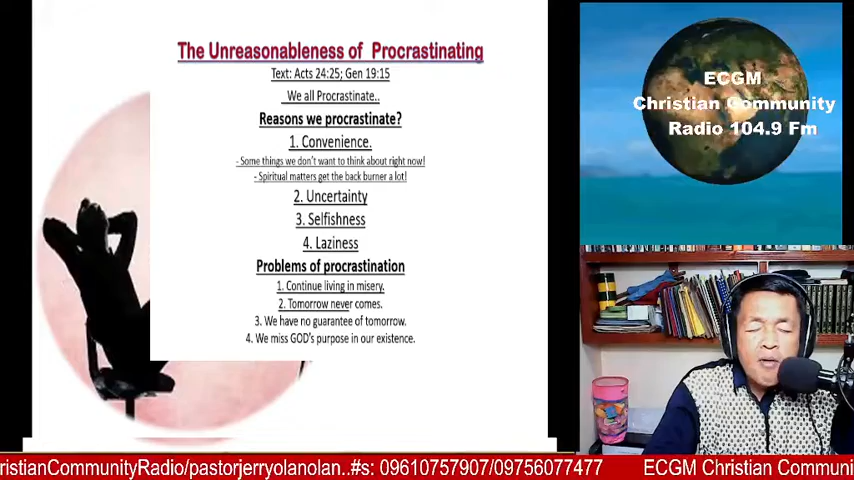 The Unreasonableness of Procrastinating
Text: Acts 24:25; Gen 19:15
We all Procrastinate..
Reasons we procrastinate?
1. Convenience.
- Some things we don't want to think about right now!
- Spiritual matters get the back burner a lot!
2. Uncertainty
3. Selfishness
4. Laziness
Problems of procrastination
1. Continue living in misery.
2. Tomorrow never comes.
3. We have no guarantee of tomorrow.
4. We miss GOD's purpose in our existence.
ECGM
Christian Community
Radio 104.9 Fm
ristianCommunityRadio/pastorjerryolanolan..#s: 09610757907/09756077477 ECGM Christian Communi